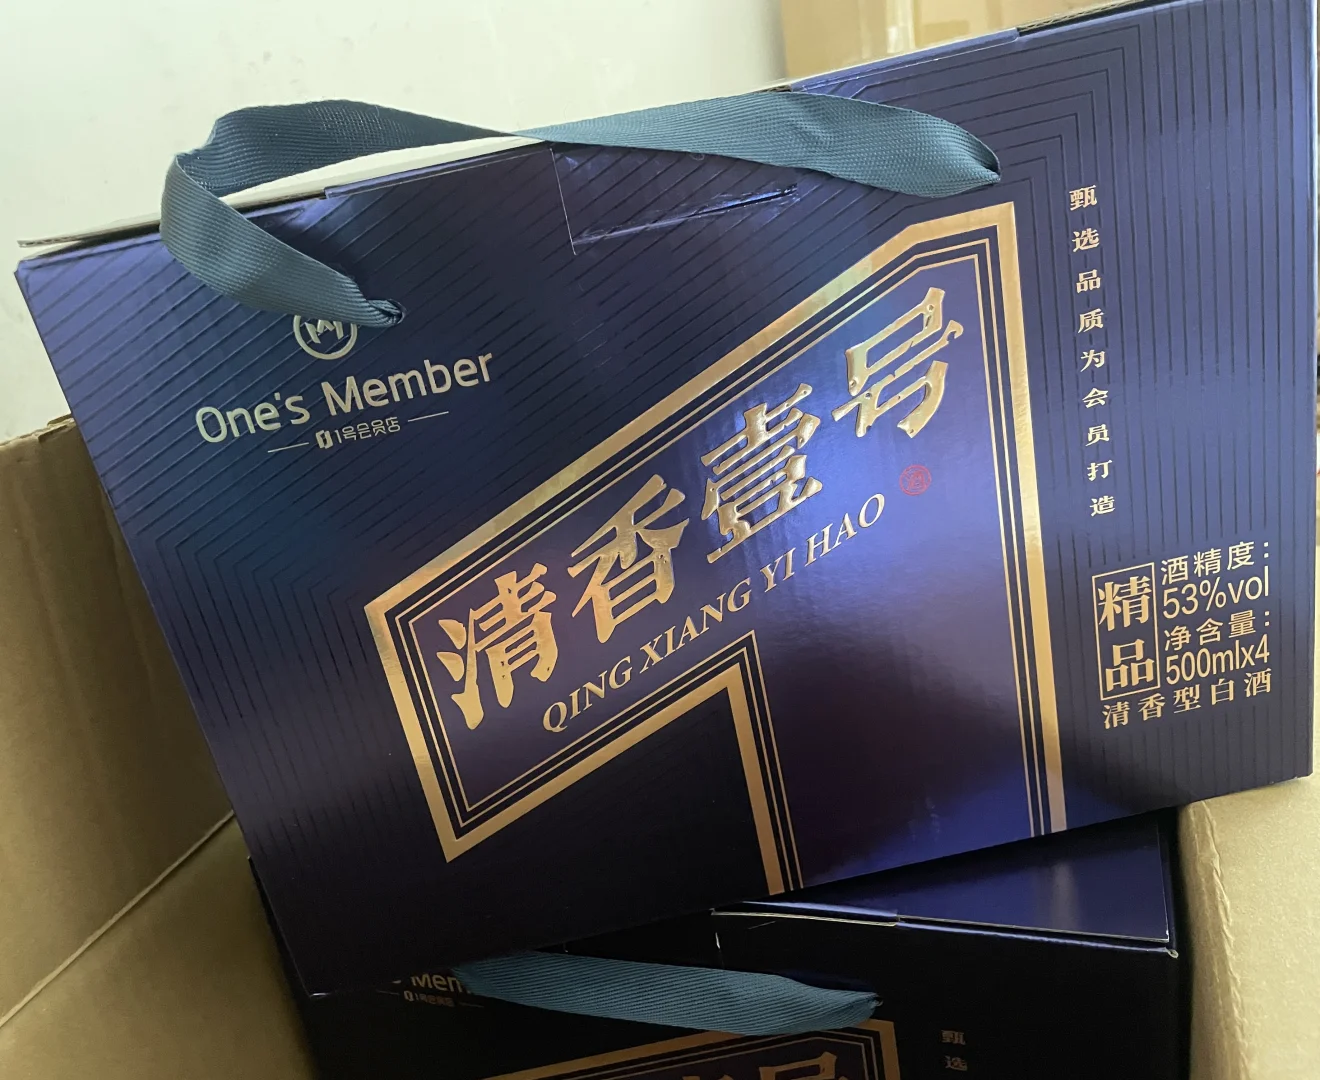 One's Member
1号会员店
清香壹号
QING XIANG YI HAO
甄选品质为会员打造
精品
酒精度：
53%vol
净含量：
500mlx4
清香型白酒
Mem
1号会员店
甄选
号